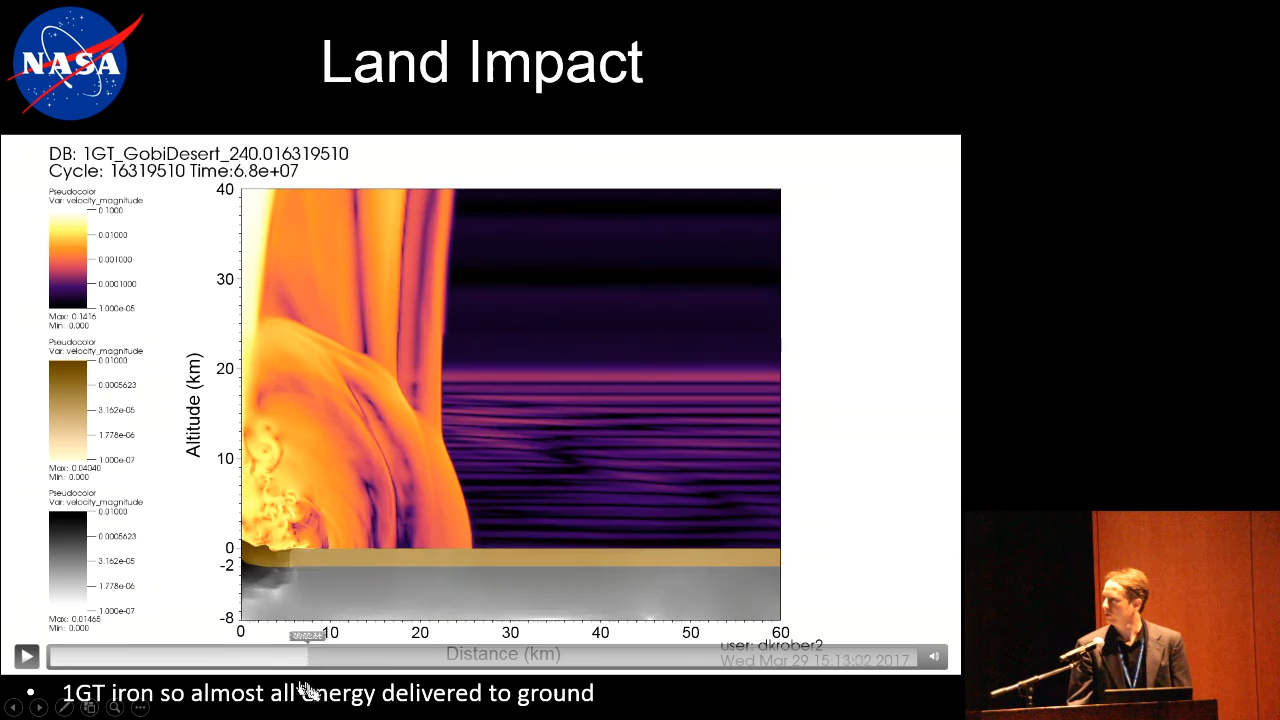 NASA
Land Impact
DB: 1GT_GobiDesert_240.016319510
Cycle: 16319510 Time:6.8e+07
Pseudocolor
Var: velocity_magnitude
0.1000
0.01000
0.001000
0.0001000
1.000e-05
Max: 0.1416
Min: 0.000
Pseudocolor
Var: velocity_magnitude
0.01000
0.0005623
3.162e-05
1.778e-06
1.000e-07
Max: 0.04040
Min: 0.000
Pseudocolor
Var: velocity_magnitude
0.01000
0.0005623
3.162e-05
1.778e-06
1.000e-07
Max: 0.01465
Min: 0.000
Altitude (km)
40
30
20
10
0
-2
-8
0 10 20 30 40 50 60
Distance (km)
user: dkrober2
Wed Mar 29 15:13:02 2017
• 1GT iron so almost all energy delivered to ground